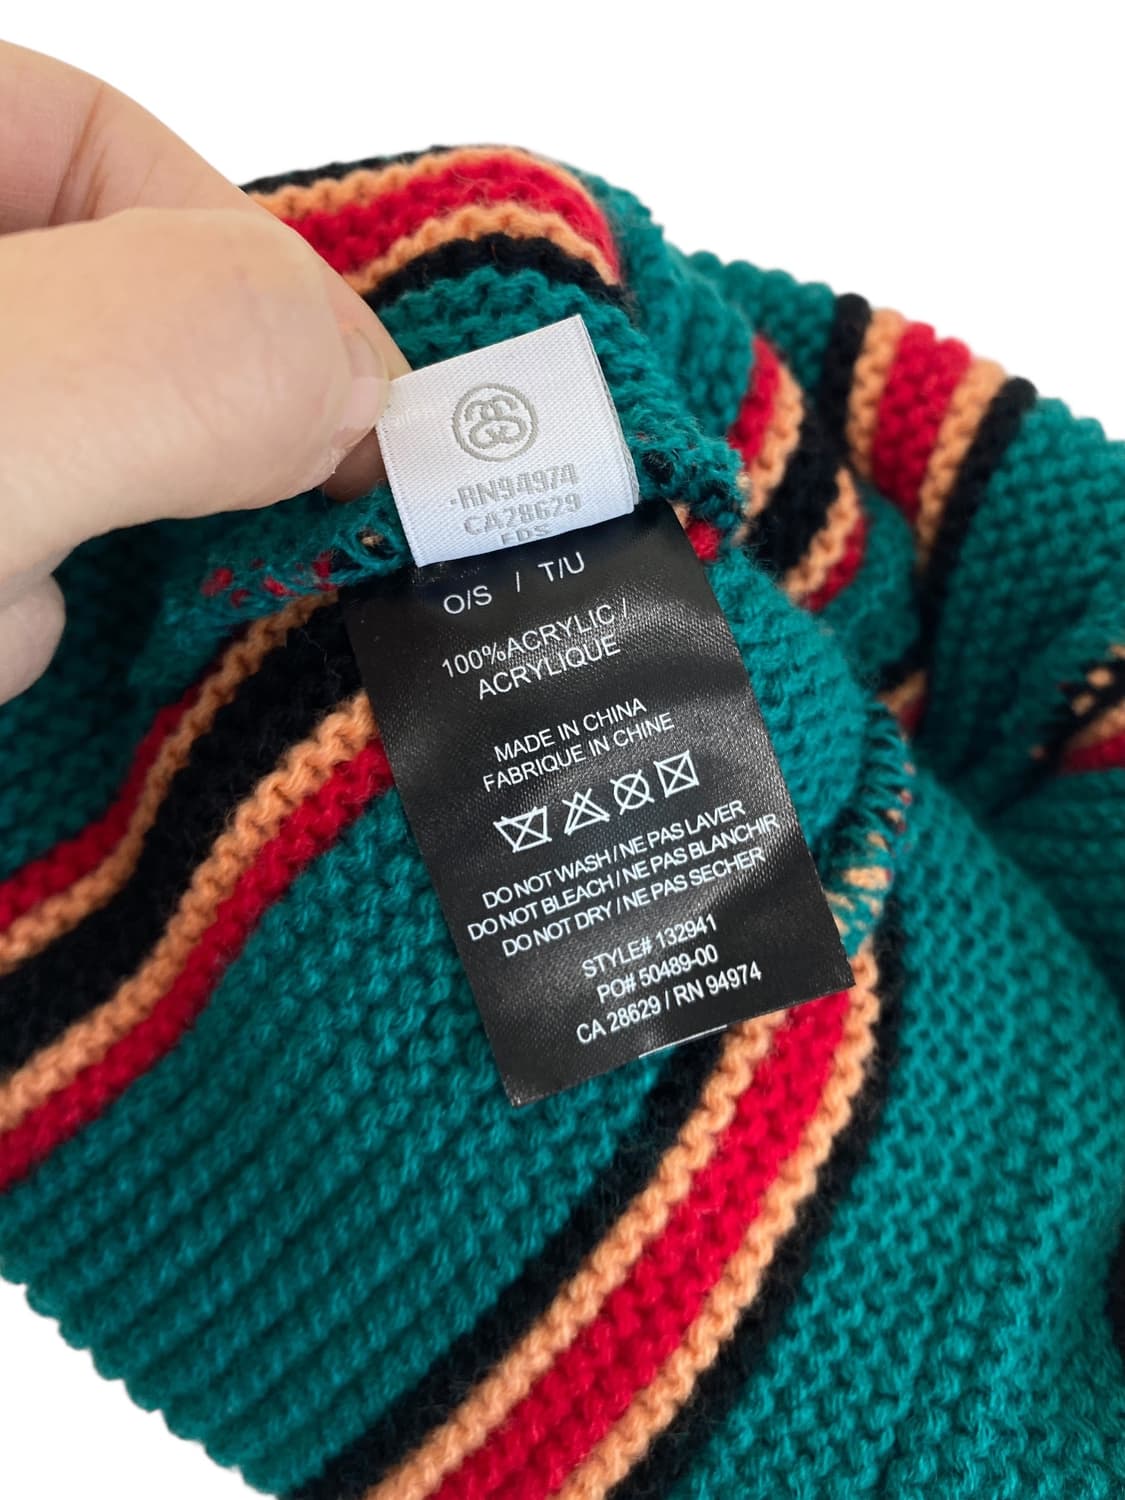 -RN94974
CA28629
EDS
O/S / T/U
100%ACRYLIC /
ACRYLIQUE
MADE IN CHINA
FABRIQUE IN CHINE
DO NOT WASH / NE PAS LAVER
DO NOT BLEACH / NE PAS BLANCHIR
DO NOT DRY / NE PAS SECHER
STYLE# 132941
PO# 50489-00
CA 28629 / RN 94974